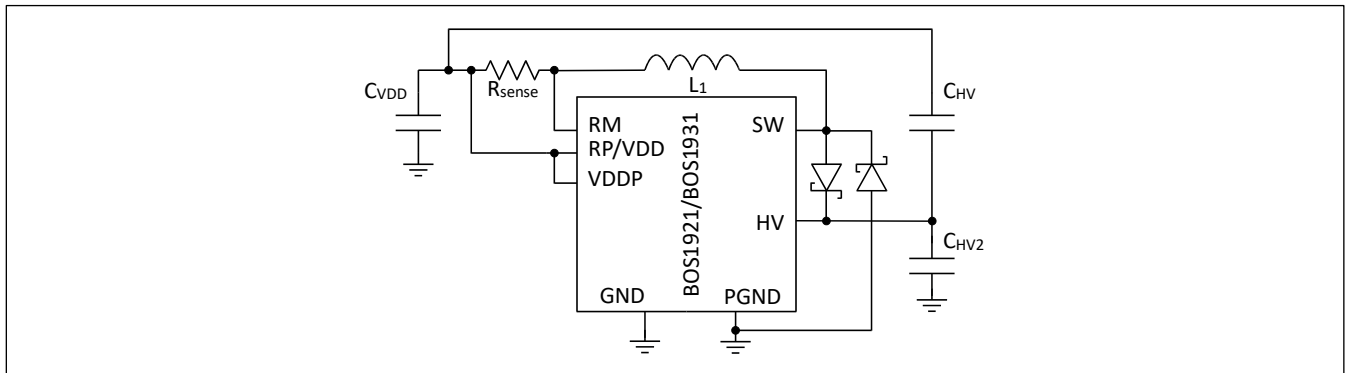 CVDD
Rsense
L1
CHV
RM
SW
RP/VDD
VDDP
BOS1921/BOS1931
HV
CHV2
GND
PGND